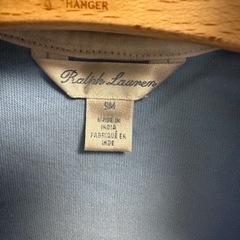 HANGER
Ralph Lauren
9M
MADE IN
INDIA
FABRIQUÉ EN
INDE